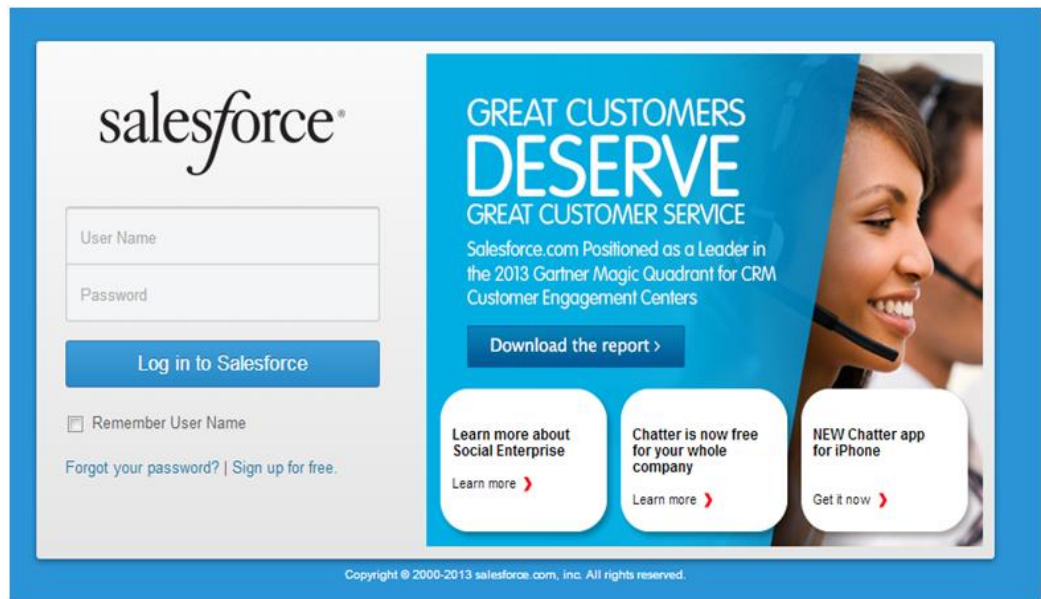 salesforce®
User Name
Password
Log in to Salesforce
Remember User Name
Forgot your password? | Sign up for free.
GREAT CUSTOMERS
DESERVE
GREAT CUSTOMER SERVICE
Salesforce.com Positioned as a Leader in
the 2013 Gartner Magic Quadrant for CRM
Customer Engagement Centers
Download the report ›
Learn more about
Social Enterprise
Learn more ❯
Chatter is now free
for your whole
company
Learn more ❯
NEW Chatter app
for iPhone
Get it now ❯
Copyright © 2000-2013 salesforce.com, inc. All rights reserved.